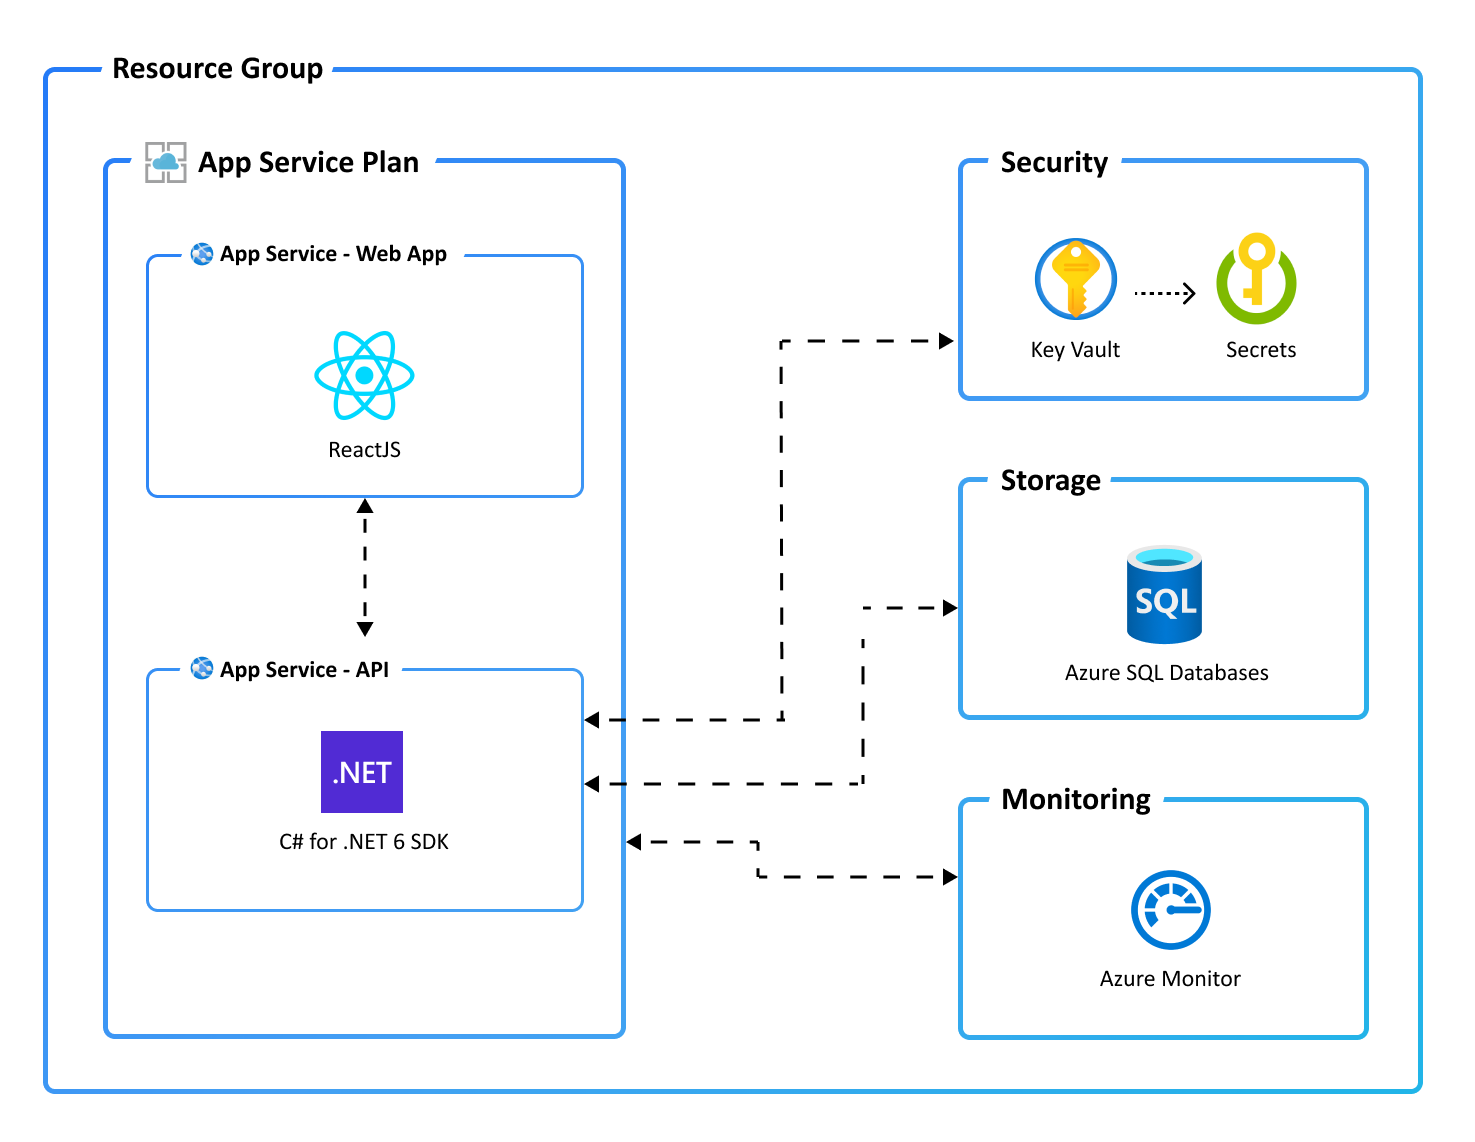 Resource Group
App Service Plan
App Service - Web App
ReactJS
App Service - API
.NET
C# for .NET 6 SDK
Security
Key Vault
Secrets
Storage
SQL
Azure SQL Databases
Monitoring
Azure Monitor